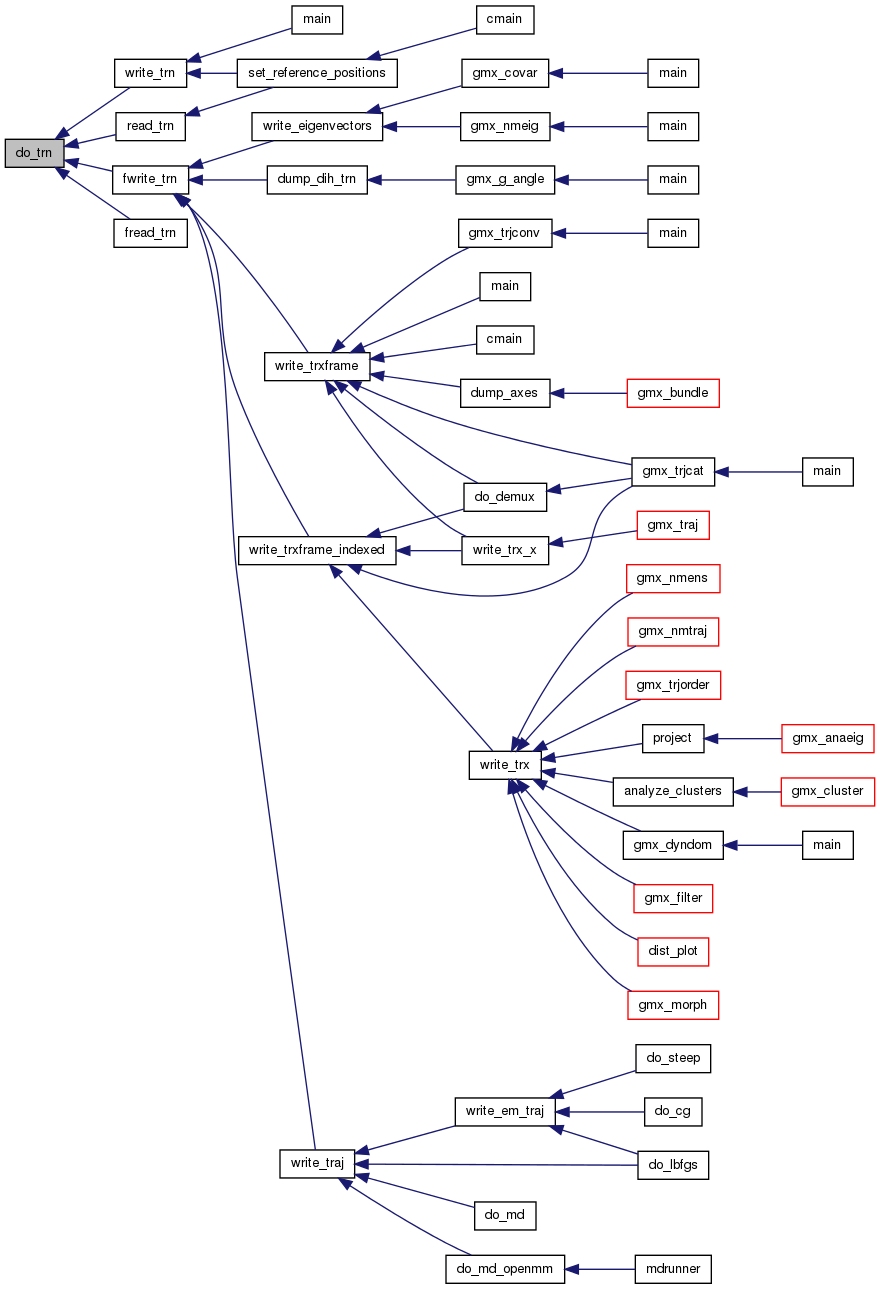 main
cmain
write_trn
set_reference_positions
gmx_covar
main
read_trn
write_eigenvectors
gmx_nmeig
main
do_trn
fwrite_trn
dump_dih_trn
gmx_g_angle
main
fread_trn
gmx_trjconv
main
main
cmain
write_trxframe
dump_axes
gmx_bundle
gmx_trjcat
main
do_demux
gmx_traj
write_trxframe_indexed
write_trx_x
gmx_nmens
gmx_nmtraj
gmx_trjorder
project
gmx_anaeig
write_trx
analyze_clusters
gmx_cluster
gmx_dyndom
main
gmx_filter
dist_plot
gmx_morph
do_steep
write_em_traj
do_cg
write_traj
do_lbfgs
do_md
do_md_openmm
mdrunner